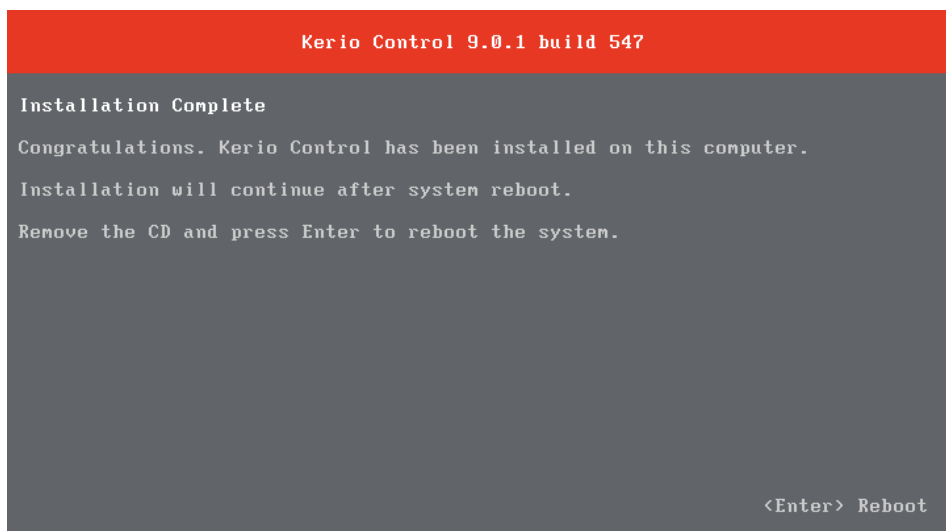 Kerio Control 9.0.1 build 547
Installation Complete
Congratulations. Kerio Control has been installed on this computer.
Installation will continue after system reboot.
Remove the CD and press Enter to reboot the system.
<Enter> Reboot